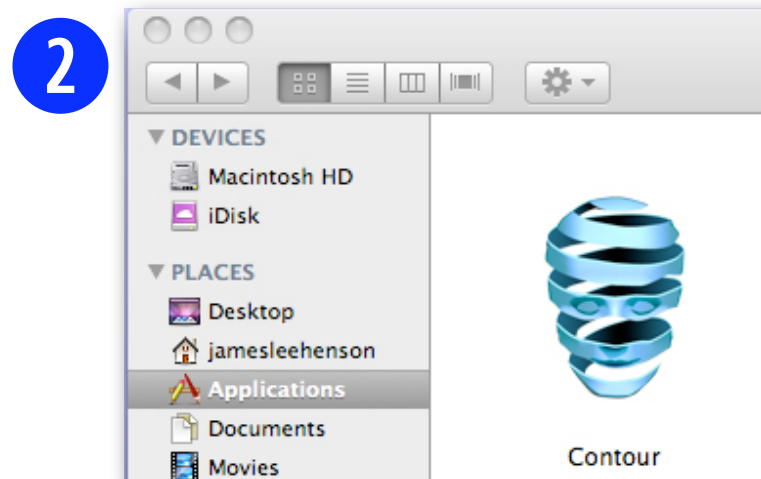 2
DEVICES
Macintosh HD
iDisk
PLACES
Desktop
jamesleehenson
Applications
Documents
Movies
Contour